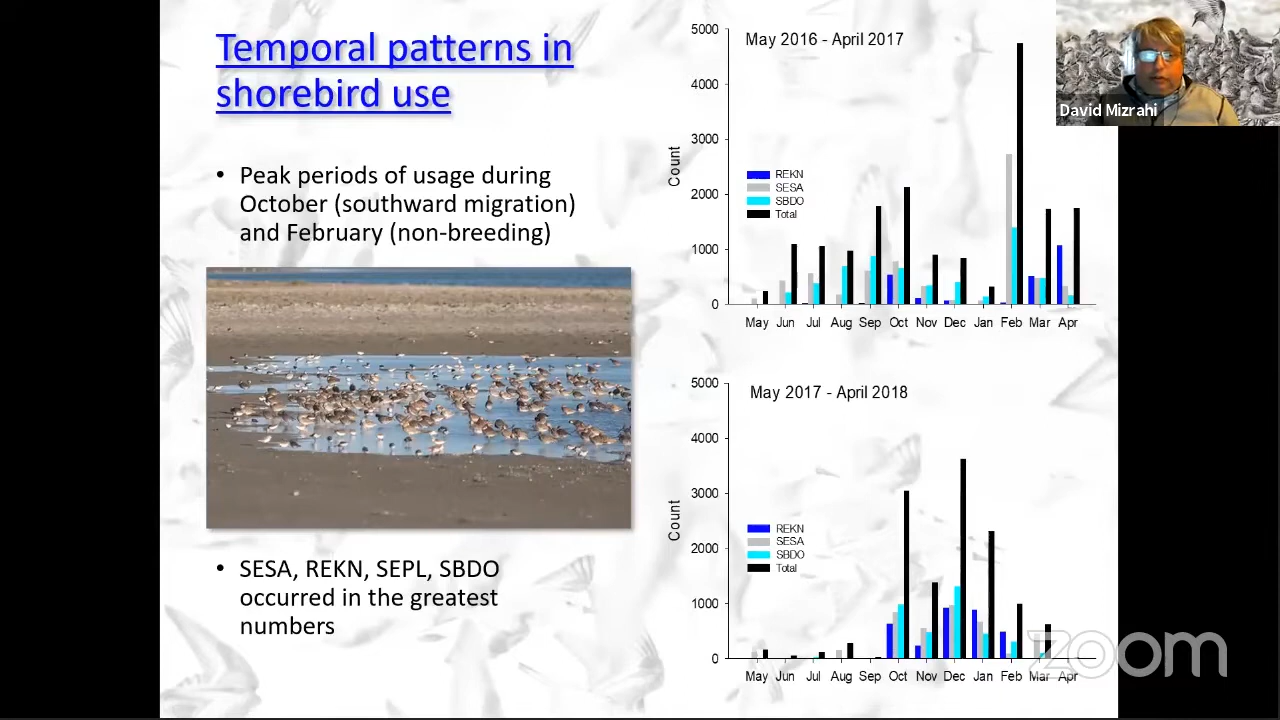 Temporal patterns in
shorebird use
• Peak periods of usage during
October (southward migration)
and February (non-breeding)
• SESA, REKN, SEPL, SBDO
occurred in the greatest
numbers
May 2016 - April 2017
5000
4000
3000
2000
1000
0
Count
REKN
SESA
SBDO
Total
May Jun Jul Aug Sep Oct Nov Dec Jan Feb Mar Apr
May 2017 - April 2018
5000
4000
3000
2000
1000
0
Count
REKN
SESA
SBDO
Total
May Jun Jul Aug Sep Oct Nov Dec Jan Feb Mar Apr
David Mizrahi
zoom